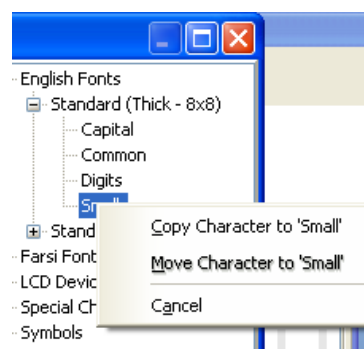 English Fonts
Standard (Thick - 8x8)
Capital
Common
Digits
Small
Stand
Farsi Font
LCD Devic
Special Ch
Symbols
Copy Character to 'Small'
Move Character to 'Small'
Cancel